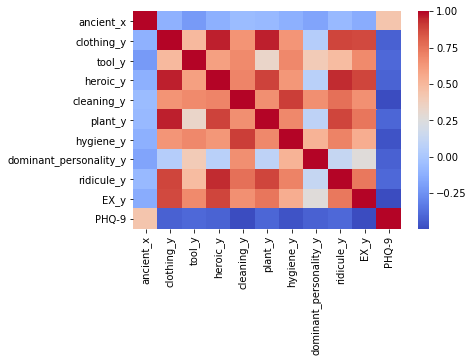 ancient_x
clothing_y
tool_y
heroic_y
cleaning_y
plant_y
hygiene_y
dominant_personality_y
ridicule_y
EX_y
PHQ-9
ancient_x
clothing_y
tool_y
heroic_y
cleaning_y
plant_y
hygiene_y
dominant_personality_y
ridicule_y
EX_y
PHQ-9
1.00
0.75
0.50
0.25
0.00
−0.25